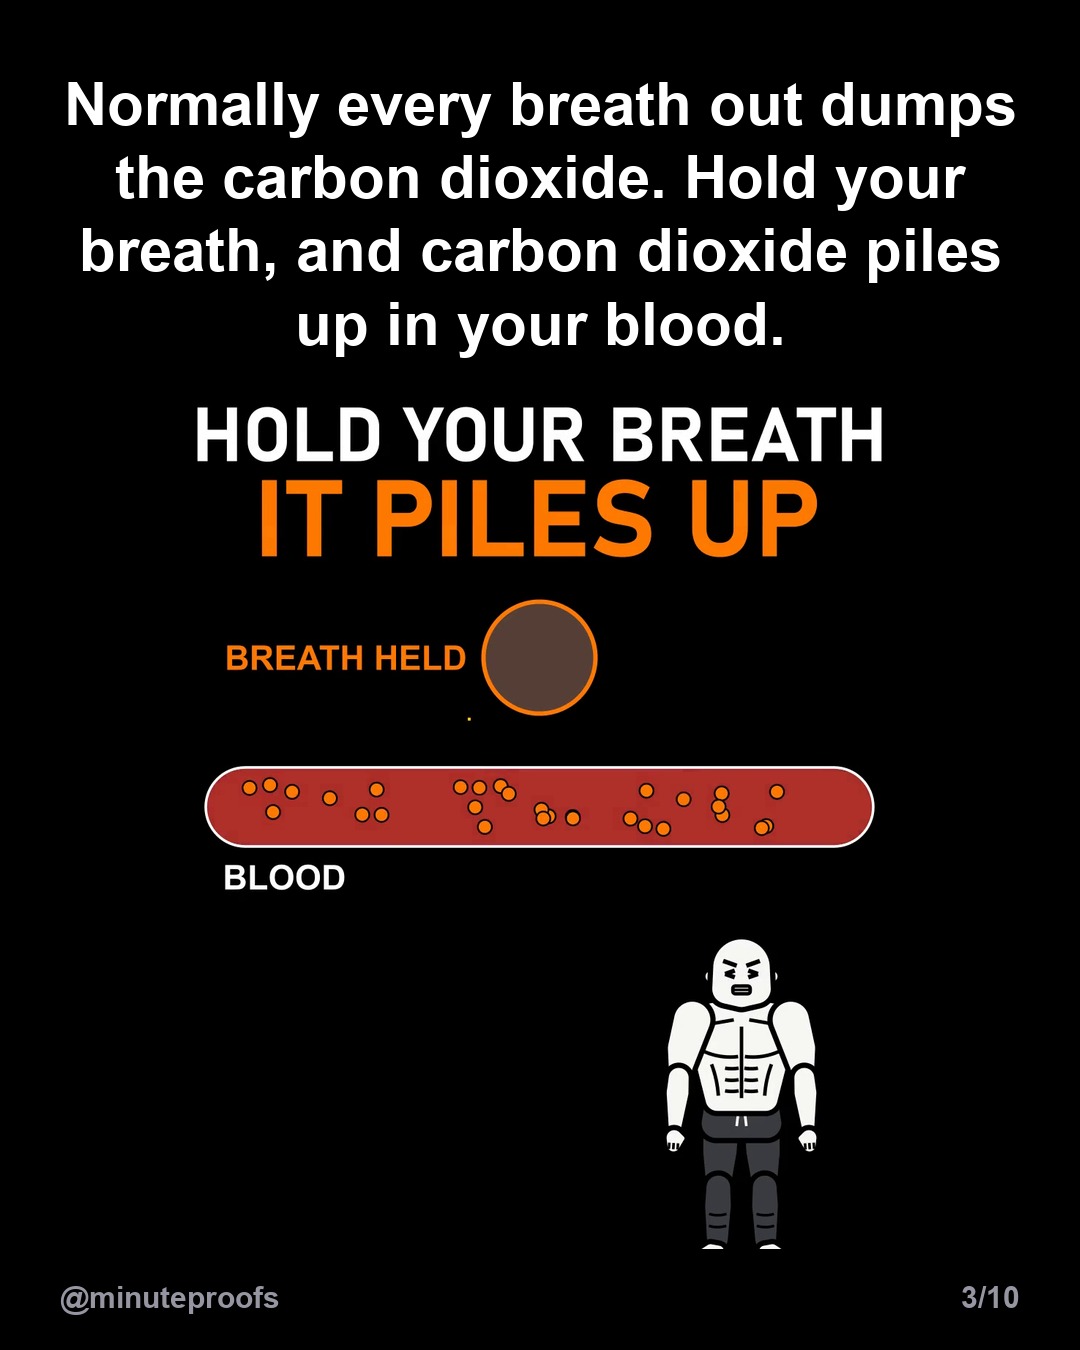 Normally every breath out dumps
the carbon dioxide. Hold your
breath, and carbon dioxide piles
up in your blood.
HOLD YOUR BREATH
IT PILES UP
BREATH HELD
BLOOD
@minuteproofs
3/10